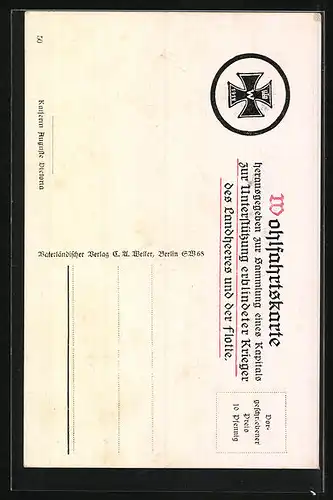 Wohlfahrtskarte
herausgegeben zur Sammlung eines Kapitals
zur Unterstützung erblindeter Krieger
des Landheeres und der Flotte.
Vor-
geschriebener
Preis
10 Pfennig
Vaterländischer Verlag C. A. Weller, Berlin SW 68
50
Kaiserin Auguste Victoria
W